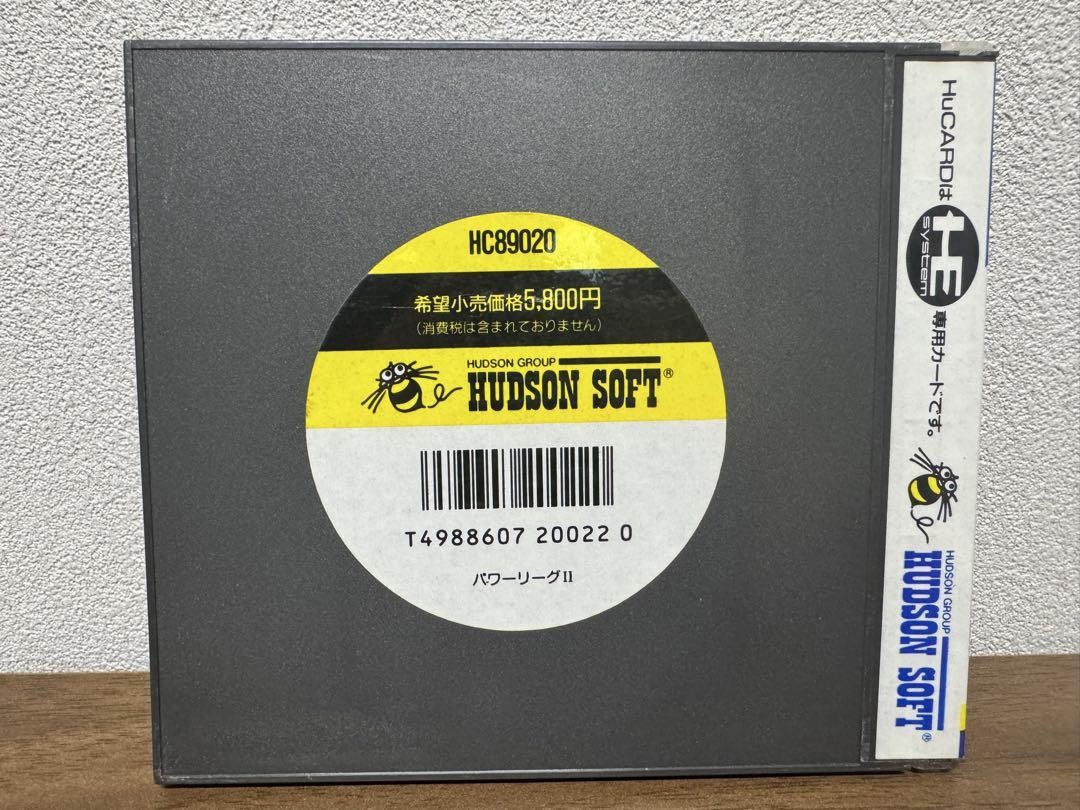 HC89020
希望小売価格5,800円
(消費税は含まれておりません)
HUDSON GROUP
HUDSON SOFT®
T4988607 20022 0
パワーリーグII
HuCARDは
HE
system
専用カードです。
HUDSON GROUP
HUDSON SOFT®